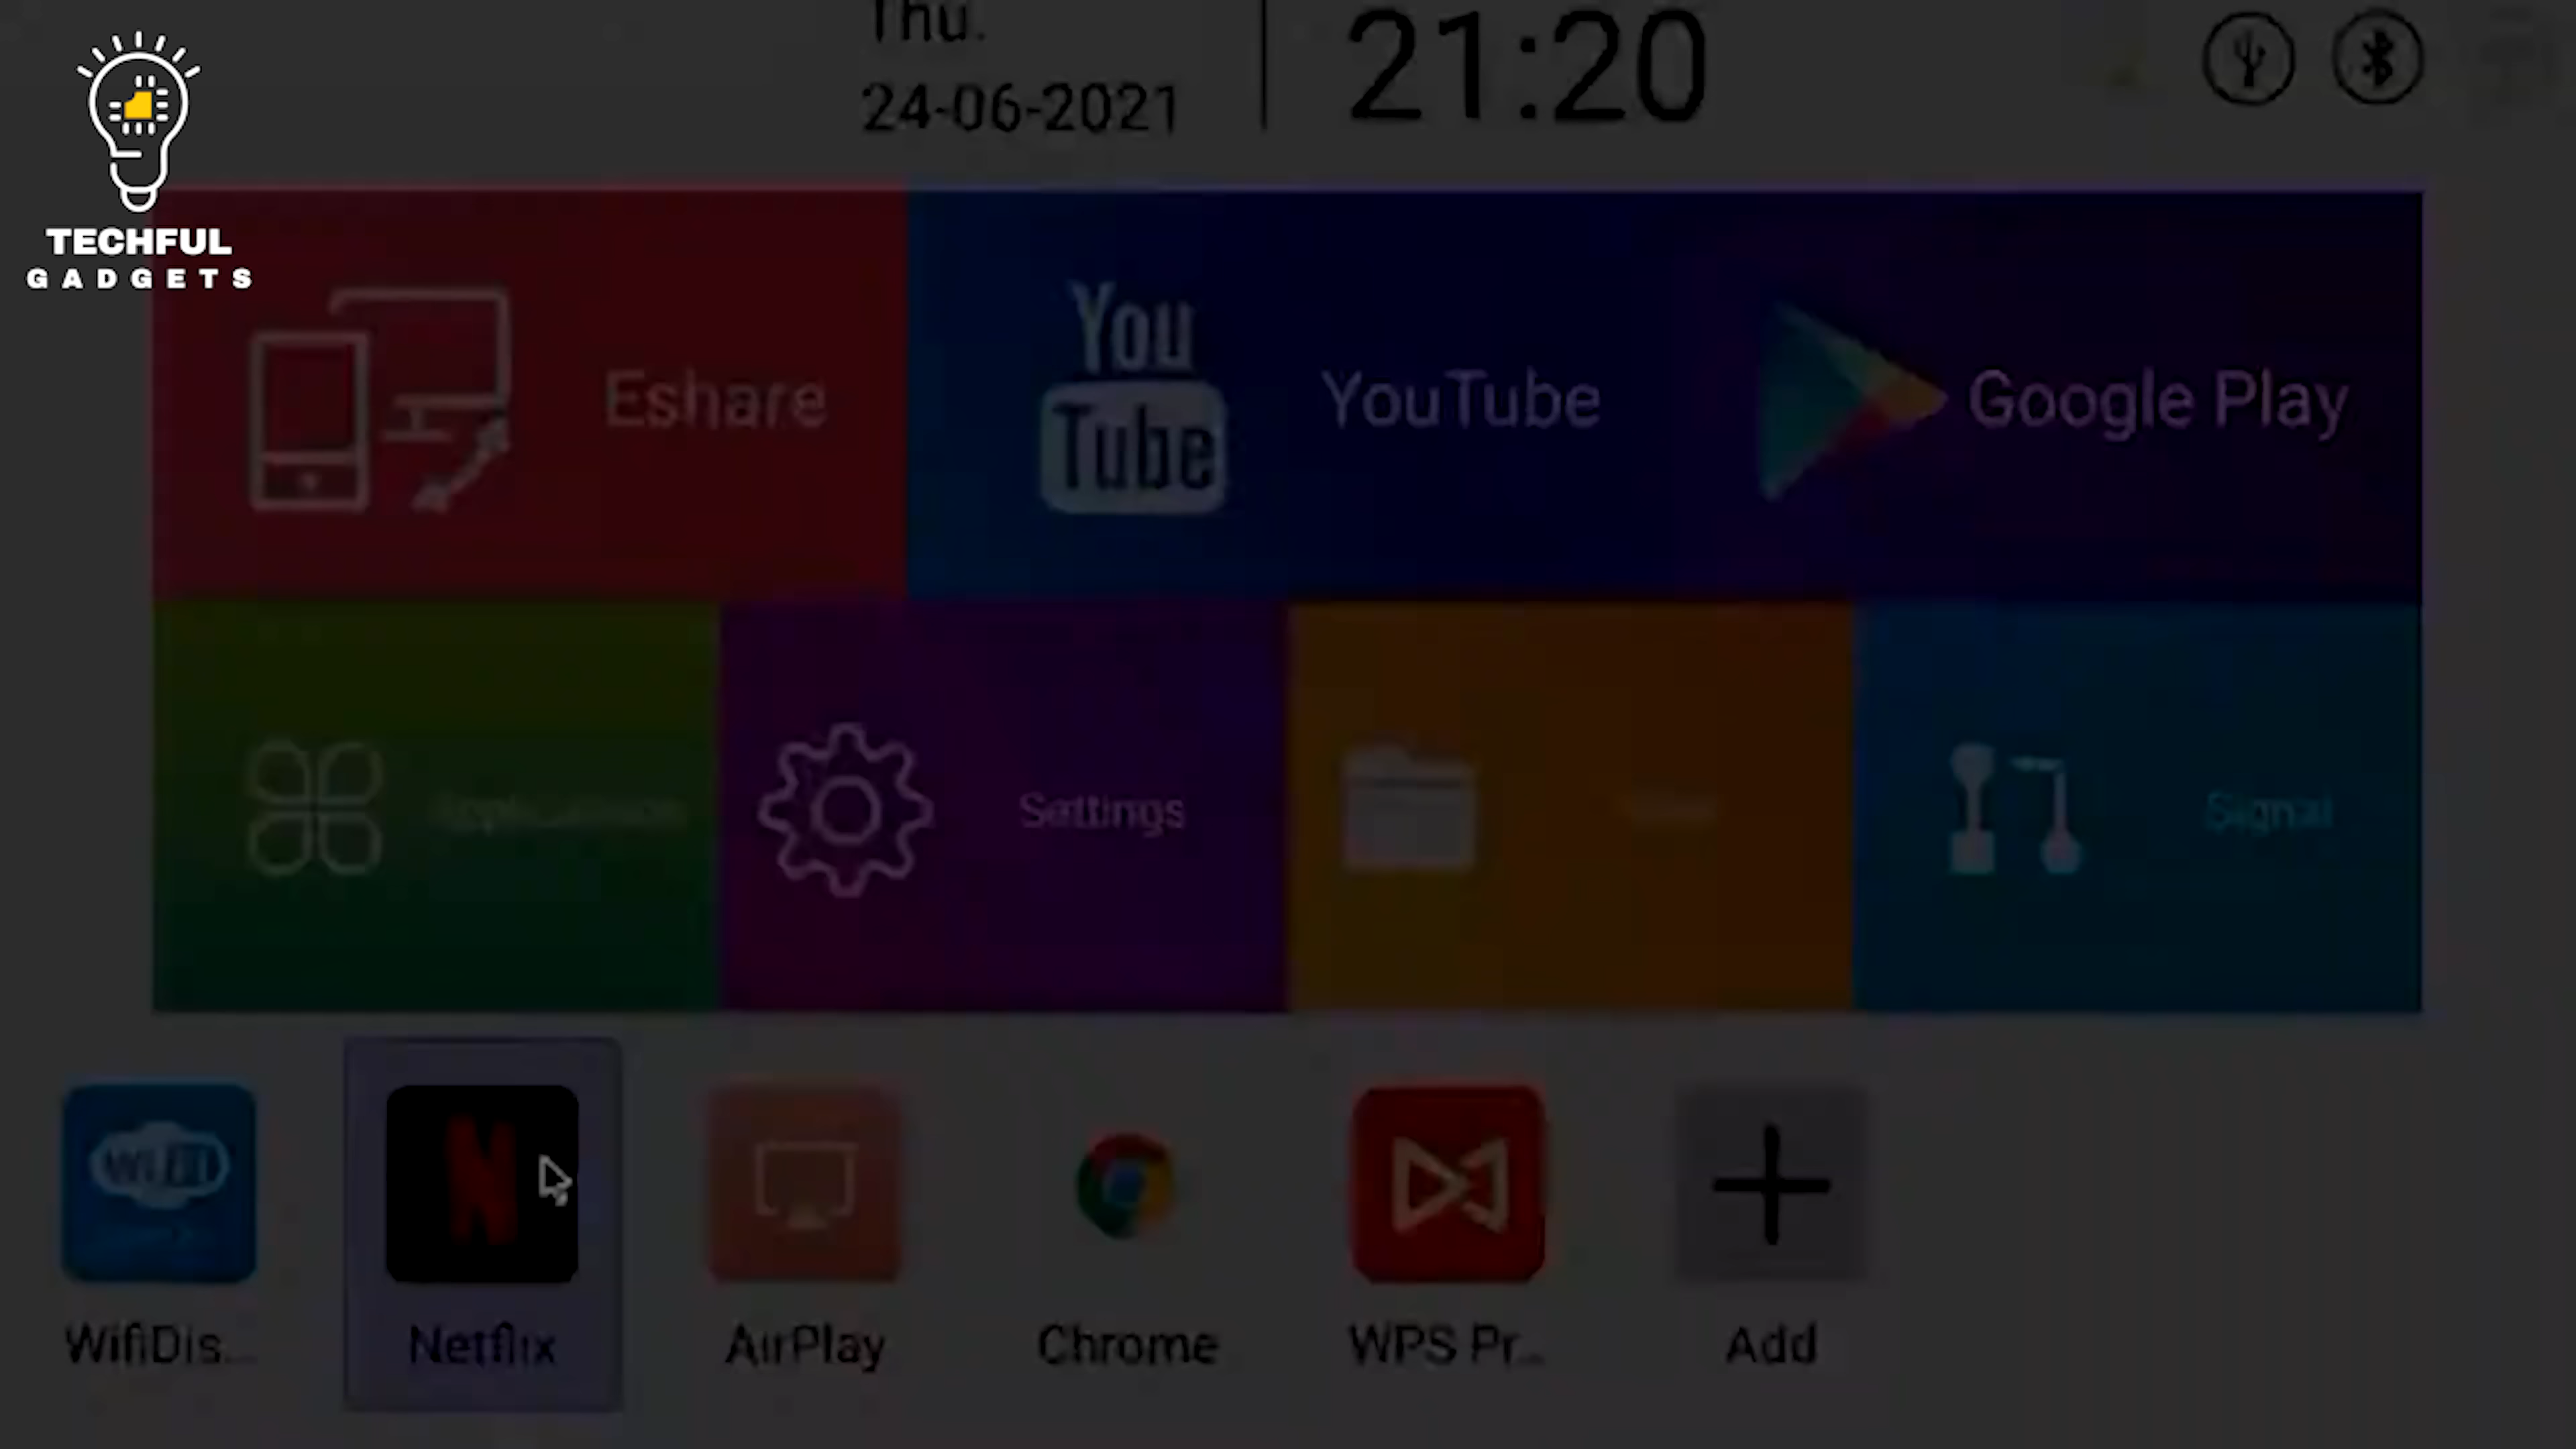 Thu.
24-06-2021
21:20
TECHFUL
GADGETS
Eshare
You
Tube
YouTube
Google Play
Settings
Signal
N
WifiDis...
Netflix
AirPlay
Chrome
WPS Pr...
Add